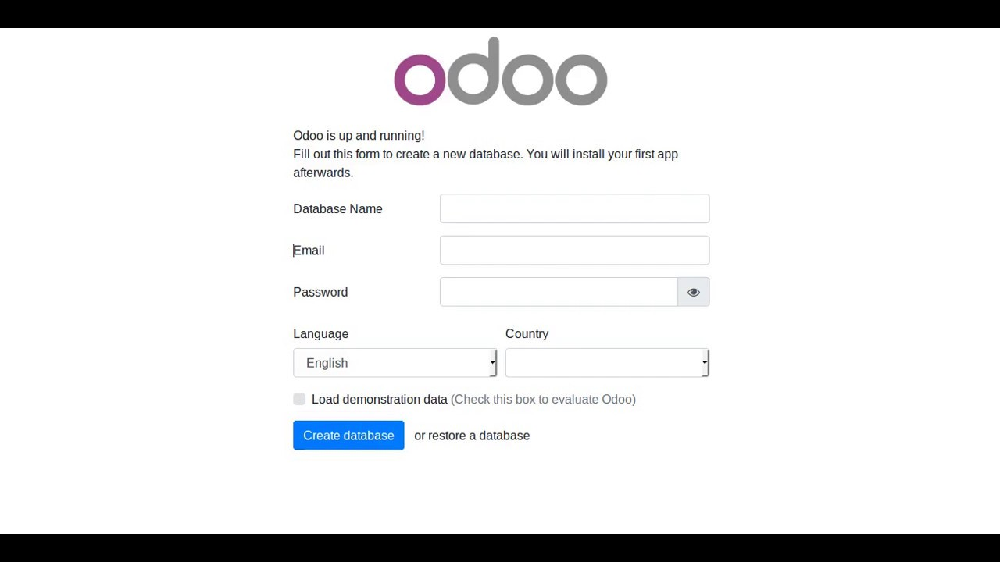 odoo
Odoo is up and running!
Fill out this form to create a new database. You will install your first app
afterwards.
Database Name
Email
Password
Language Country
English
Load demonstration data (Check this box to evaluate Odoo)
Create database or restore a database